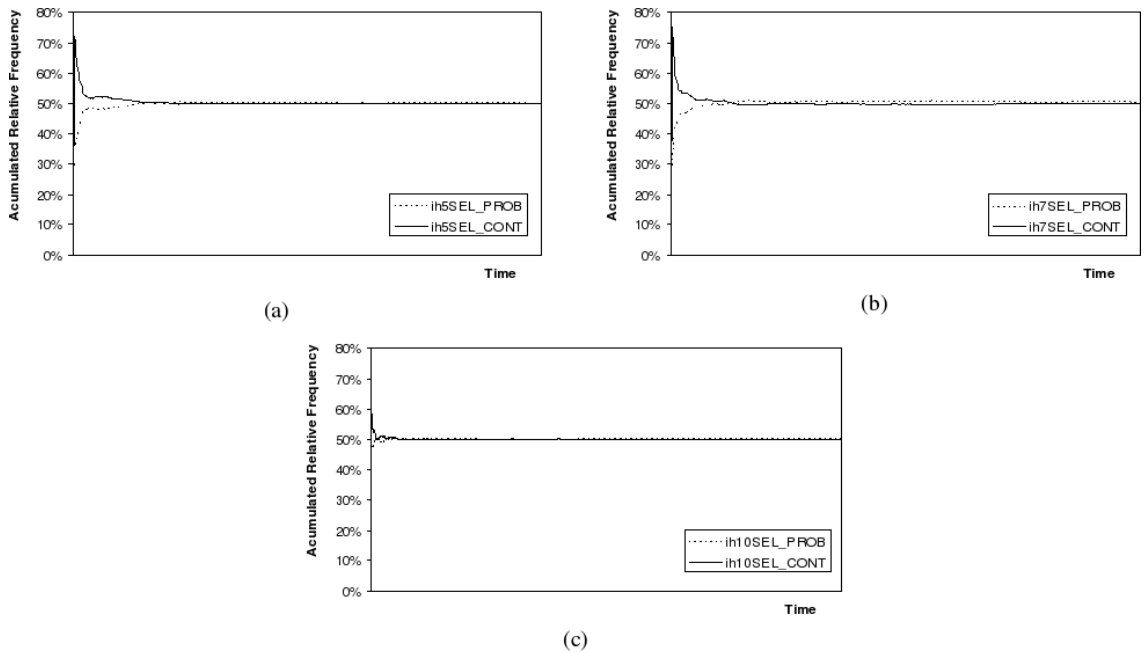 Acumulated Relative Frequency
80%
70%
60%
50%
40%
30%
20%
10%
0%
ih5SEL_PROB
ih5SEL_CONT
Time
(a)
Acumulated Relative Frequency
80%
70%
60%
50%
40%
30%
20%
10%
0%
ih7SEL_PROB
ih7SEL_CONT
Time
(b)
Acumulated Relative Frequency
80%
70%
60%
50%
40%
30%
20%
10%
0%
ih10SEL_PROB
ih10SEL_CONT
Time
(c)